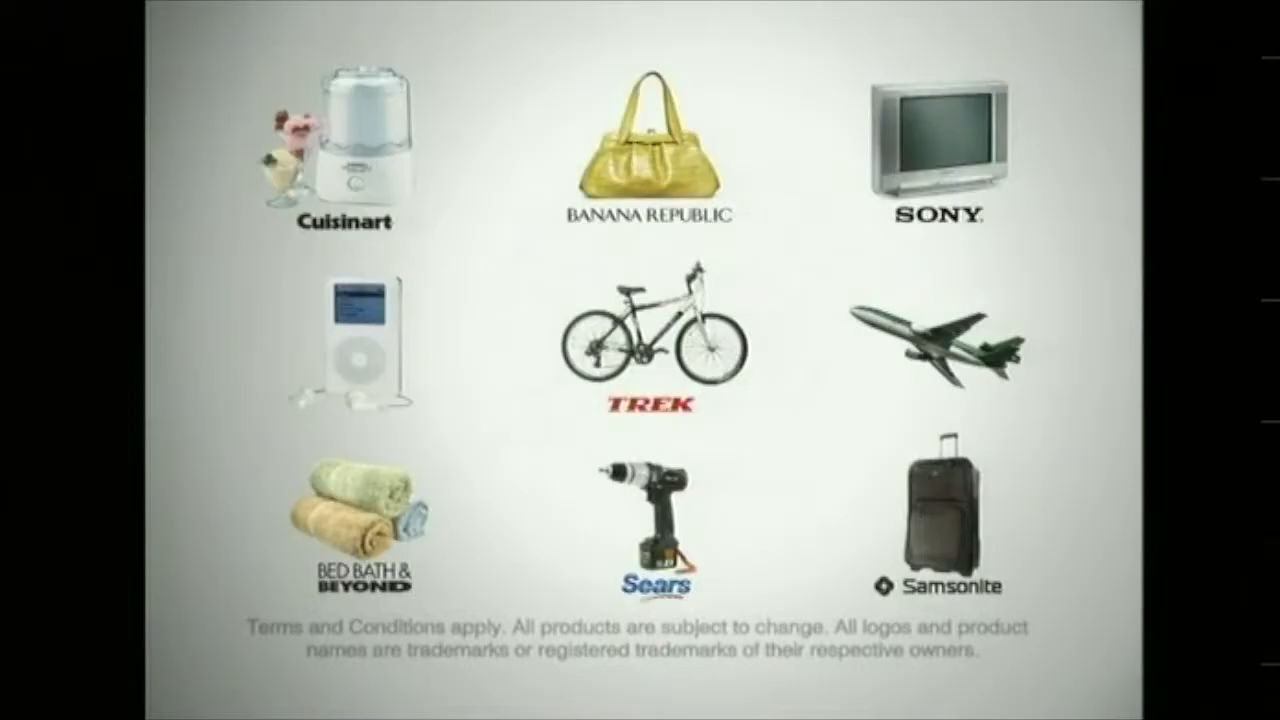 Cuisinart
BANANA REPUBLIC
SONY
TREK
BED BATH &
BEYOND
Sears
Samsonite
Terms and Conditions apply. All products are subject to change. All logos and product
names are trademarks or registered trademarks of their respective owners.